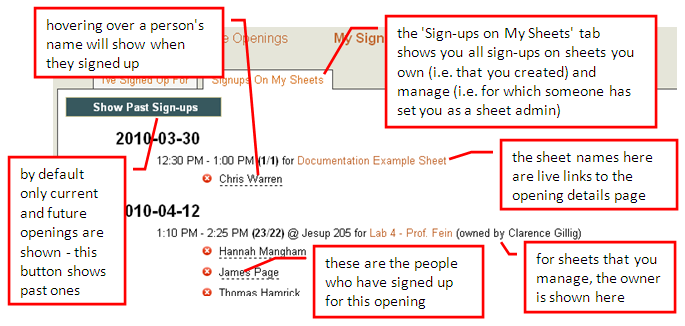 hovering over a person's
name will show when
they signed up
e Openings
My Sign
the 'Sign-ups on My Sheets' tab
shows you all sign-ups on sheets you
own (i.e. that you created) and
manage (i.e. for which someone has
set you as a sheet admin)
I've Signed Up For
Signups On My Sheets
Show Past Sign-ups
2010-03-30
12:30 PM - 1:00 PM (1/1) for Documentation Example Sheet
Chris Warren
the sheet names here
are live links to the
opening details page
by default
only current
and future
openings are
shown - this
button shows
past ones
2010-04-12
1:10 PM - 2:25 PM (23/22) @ Jesup 205 for Lab 4 - Prof. Fein (owned by Clarence Gillig)
Hannah Mangham
James Page
Thomas Hamrick
these are the people
who have signed up
for this opening
for sheets that you
manage, the owner
is shown here